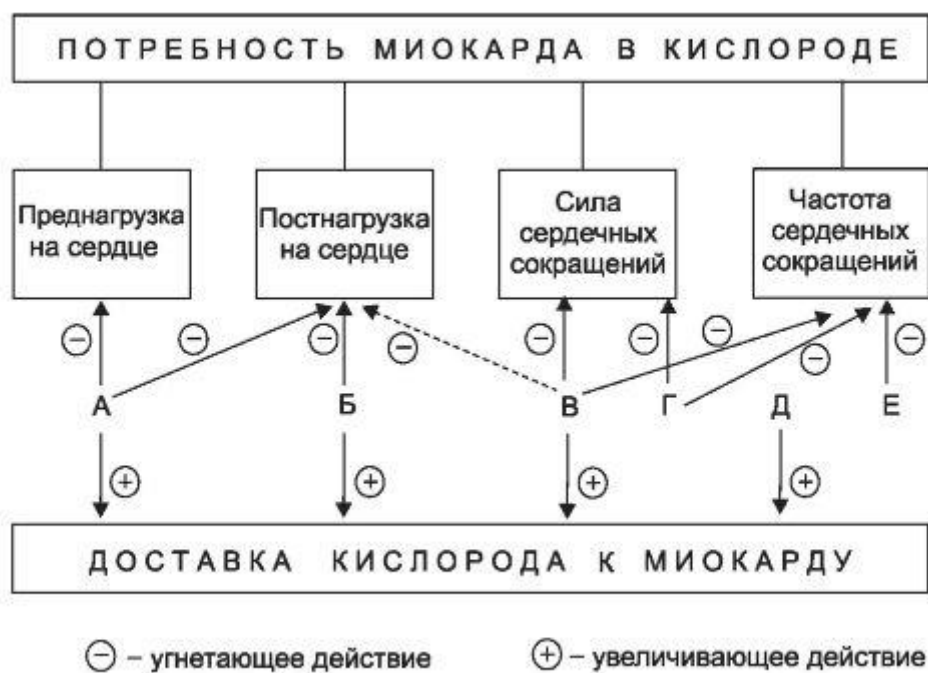 ПОТРЕБНОСТЬ МИОКАРДА В КИСЛОРОДЕ
Преднагрузка
на сердце
Постнагрузка
на сердце
Сила
сердечных
сокращений
Частота
сердечных
сокращений
− − − − − − − − −
А Б В Г Д Е
+ + + +
ДОСТАВКА КИСЛОРОДА К МИОКАРДУ
− – угнетающее действие + – увеличивающее действие